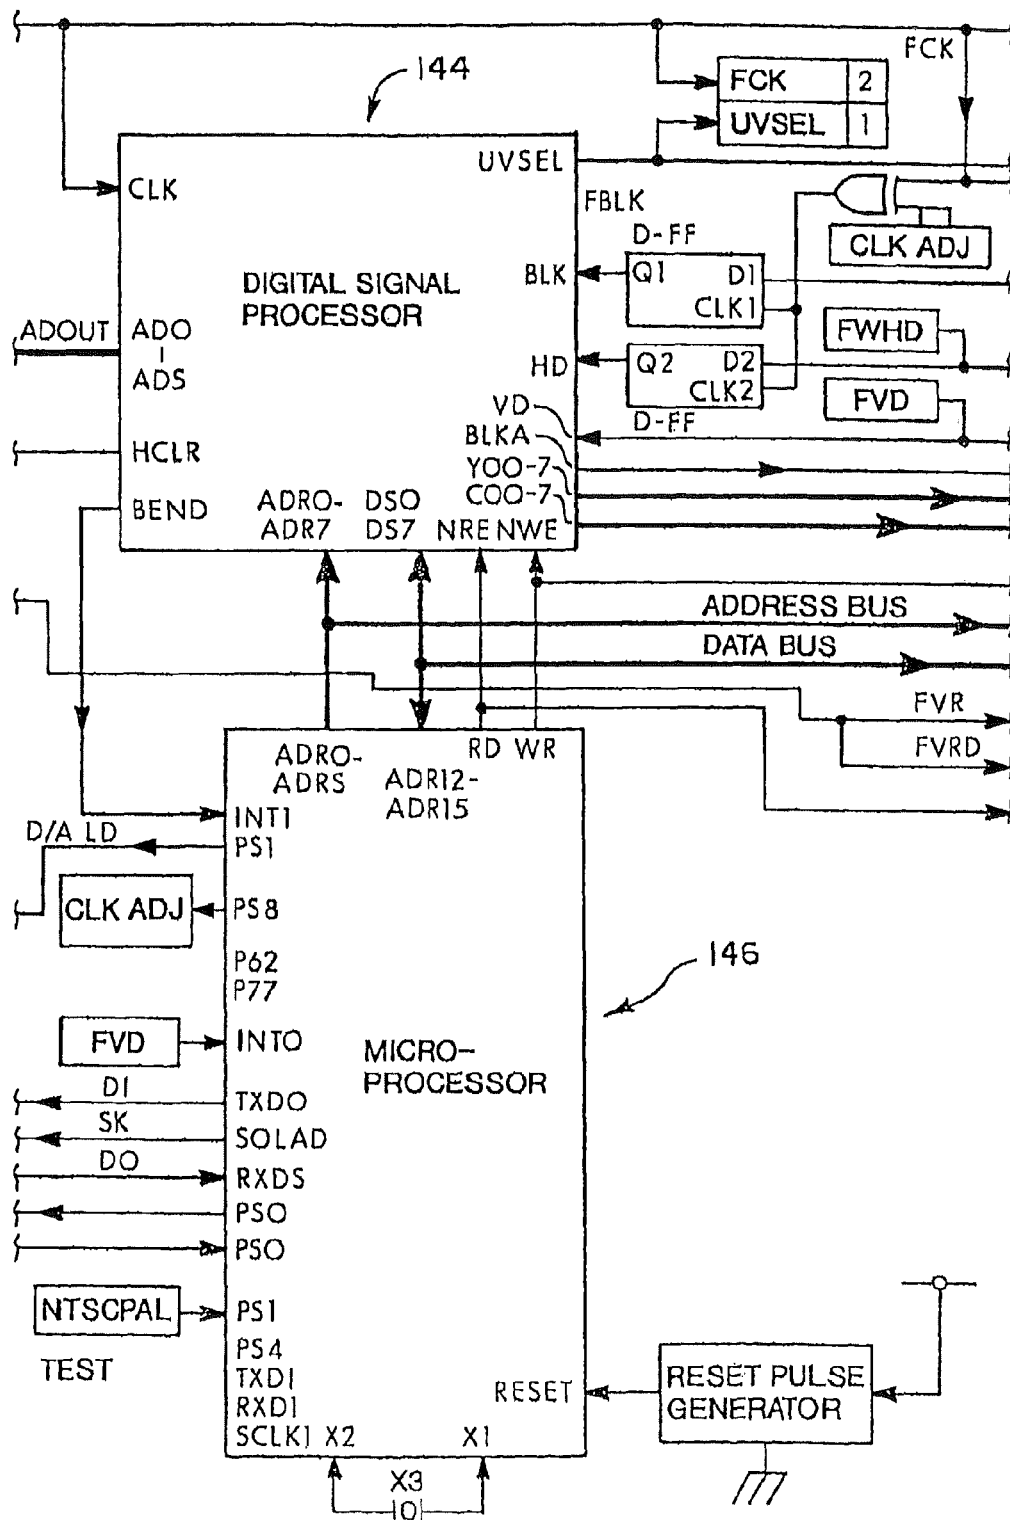 FCK
144
FCK 2
UVSEL 1
UVSEL
CLK
FBLK
CLK ADJ
D-FF
BLK
Q1 D1
CLK1
DIGITAL SIGNAL
PROCESSOR
ADOUT
ADO
ADS
FWHD
HD
Q2 D2
CLK2
FVD
VD
D-FF
BLKA
HCLR
YOO-7
COO-7
BEND
ADRO-
ADR7
DSO
DS7
NRE NWE
ADDRESS BUS
DATA BUS
FVR
FVRD
ADRO-
ADRS
ADR12-
ADR15
RD WR
INT1
D/A LD
PS1
CLK ADJ
PS8
146
P62
P77
FVD
INTO
MICRO-
PROCESSOR
DI
TXDO
SK
SOLAD
DO
RXDS
PSO
PSO
NTSCPAL
PS1
TEST
PS4
TXD1
RXD1
SCLK1 X2 X1
RESET
RESET PULSE
GENERATOR
X3